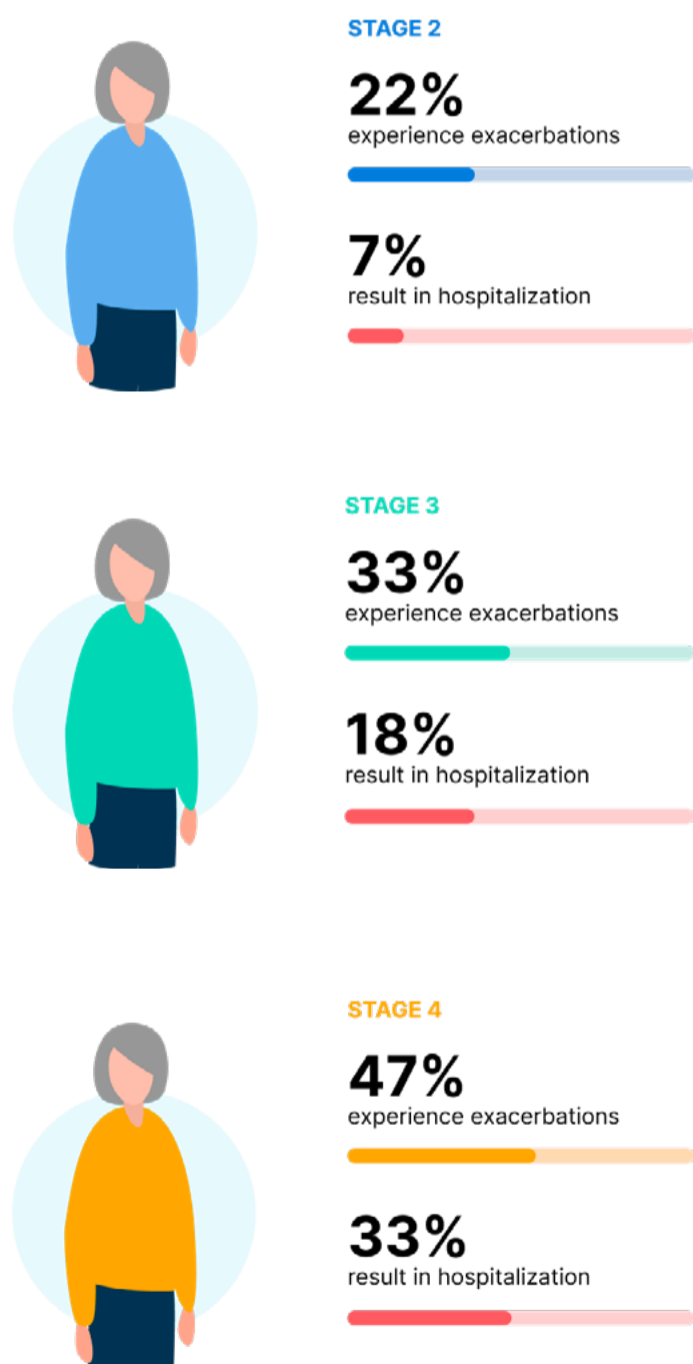 STAGE 2
22%
experience exacerbations
7%
result in hospitalization
STAGE 3
33%
experience exacerbations
18%
result in hospitalization
STAGE 4
47%
experience exacerbations
33%
result in hospitalization